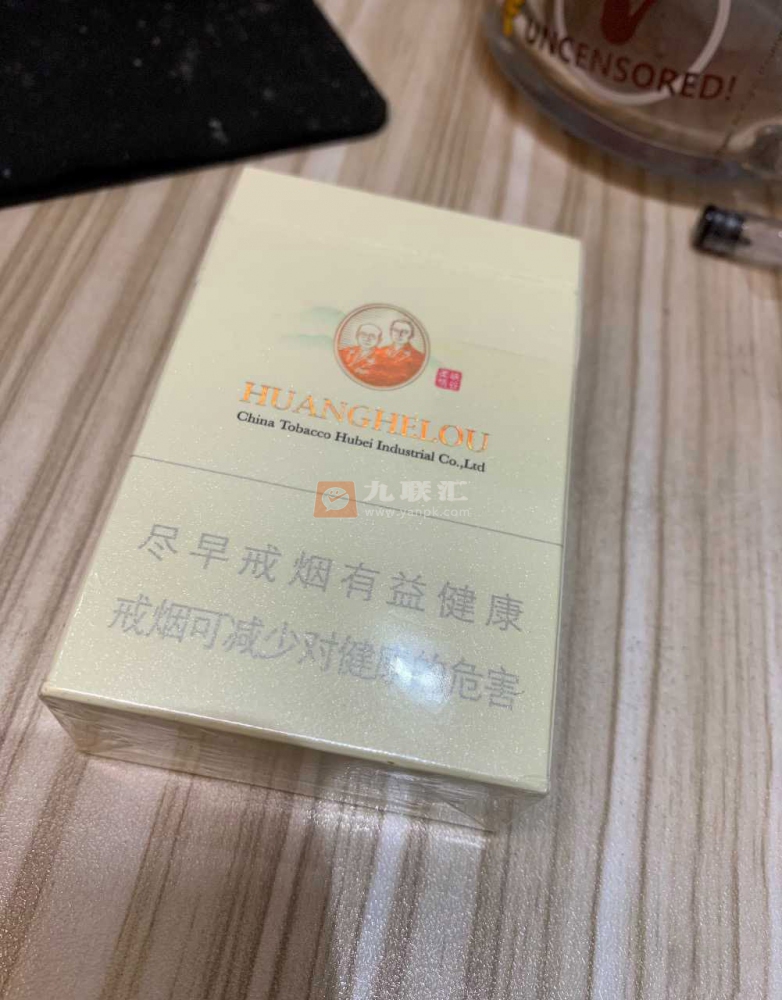 UNCENSORED!
HUANGHELOU
China Tobacco Hubei Industrial Co.,Ltd
九联汇
www.yanpk.com
尽早戒烟有益健康
戒烟可减少对健康的危害